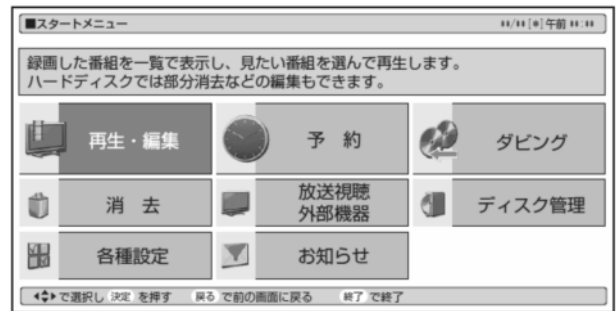 ■スタートメニュー
**/**[*]午前**:**
録画した番組を一覧で表示し、見たい番組を選んで再生します。
ハードディスクでは部分消去などの編集もできます。
再生・編集
予 約
ダビング
消 去
放送視聴
外部機器
ディスク管理
各種設定
お知らせ
で選択し 決定 を押す 戻る で前の画面に戻る 終了 で終了